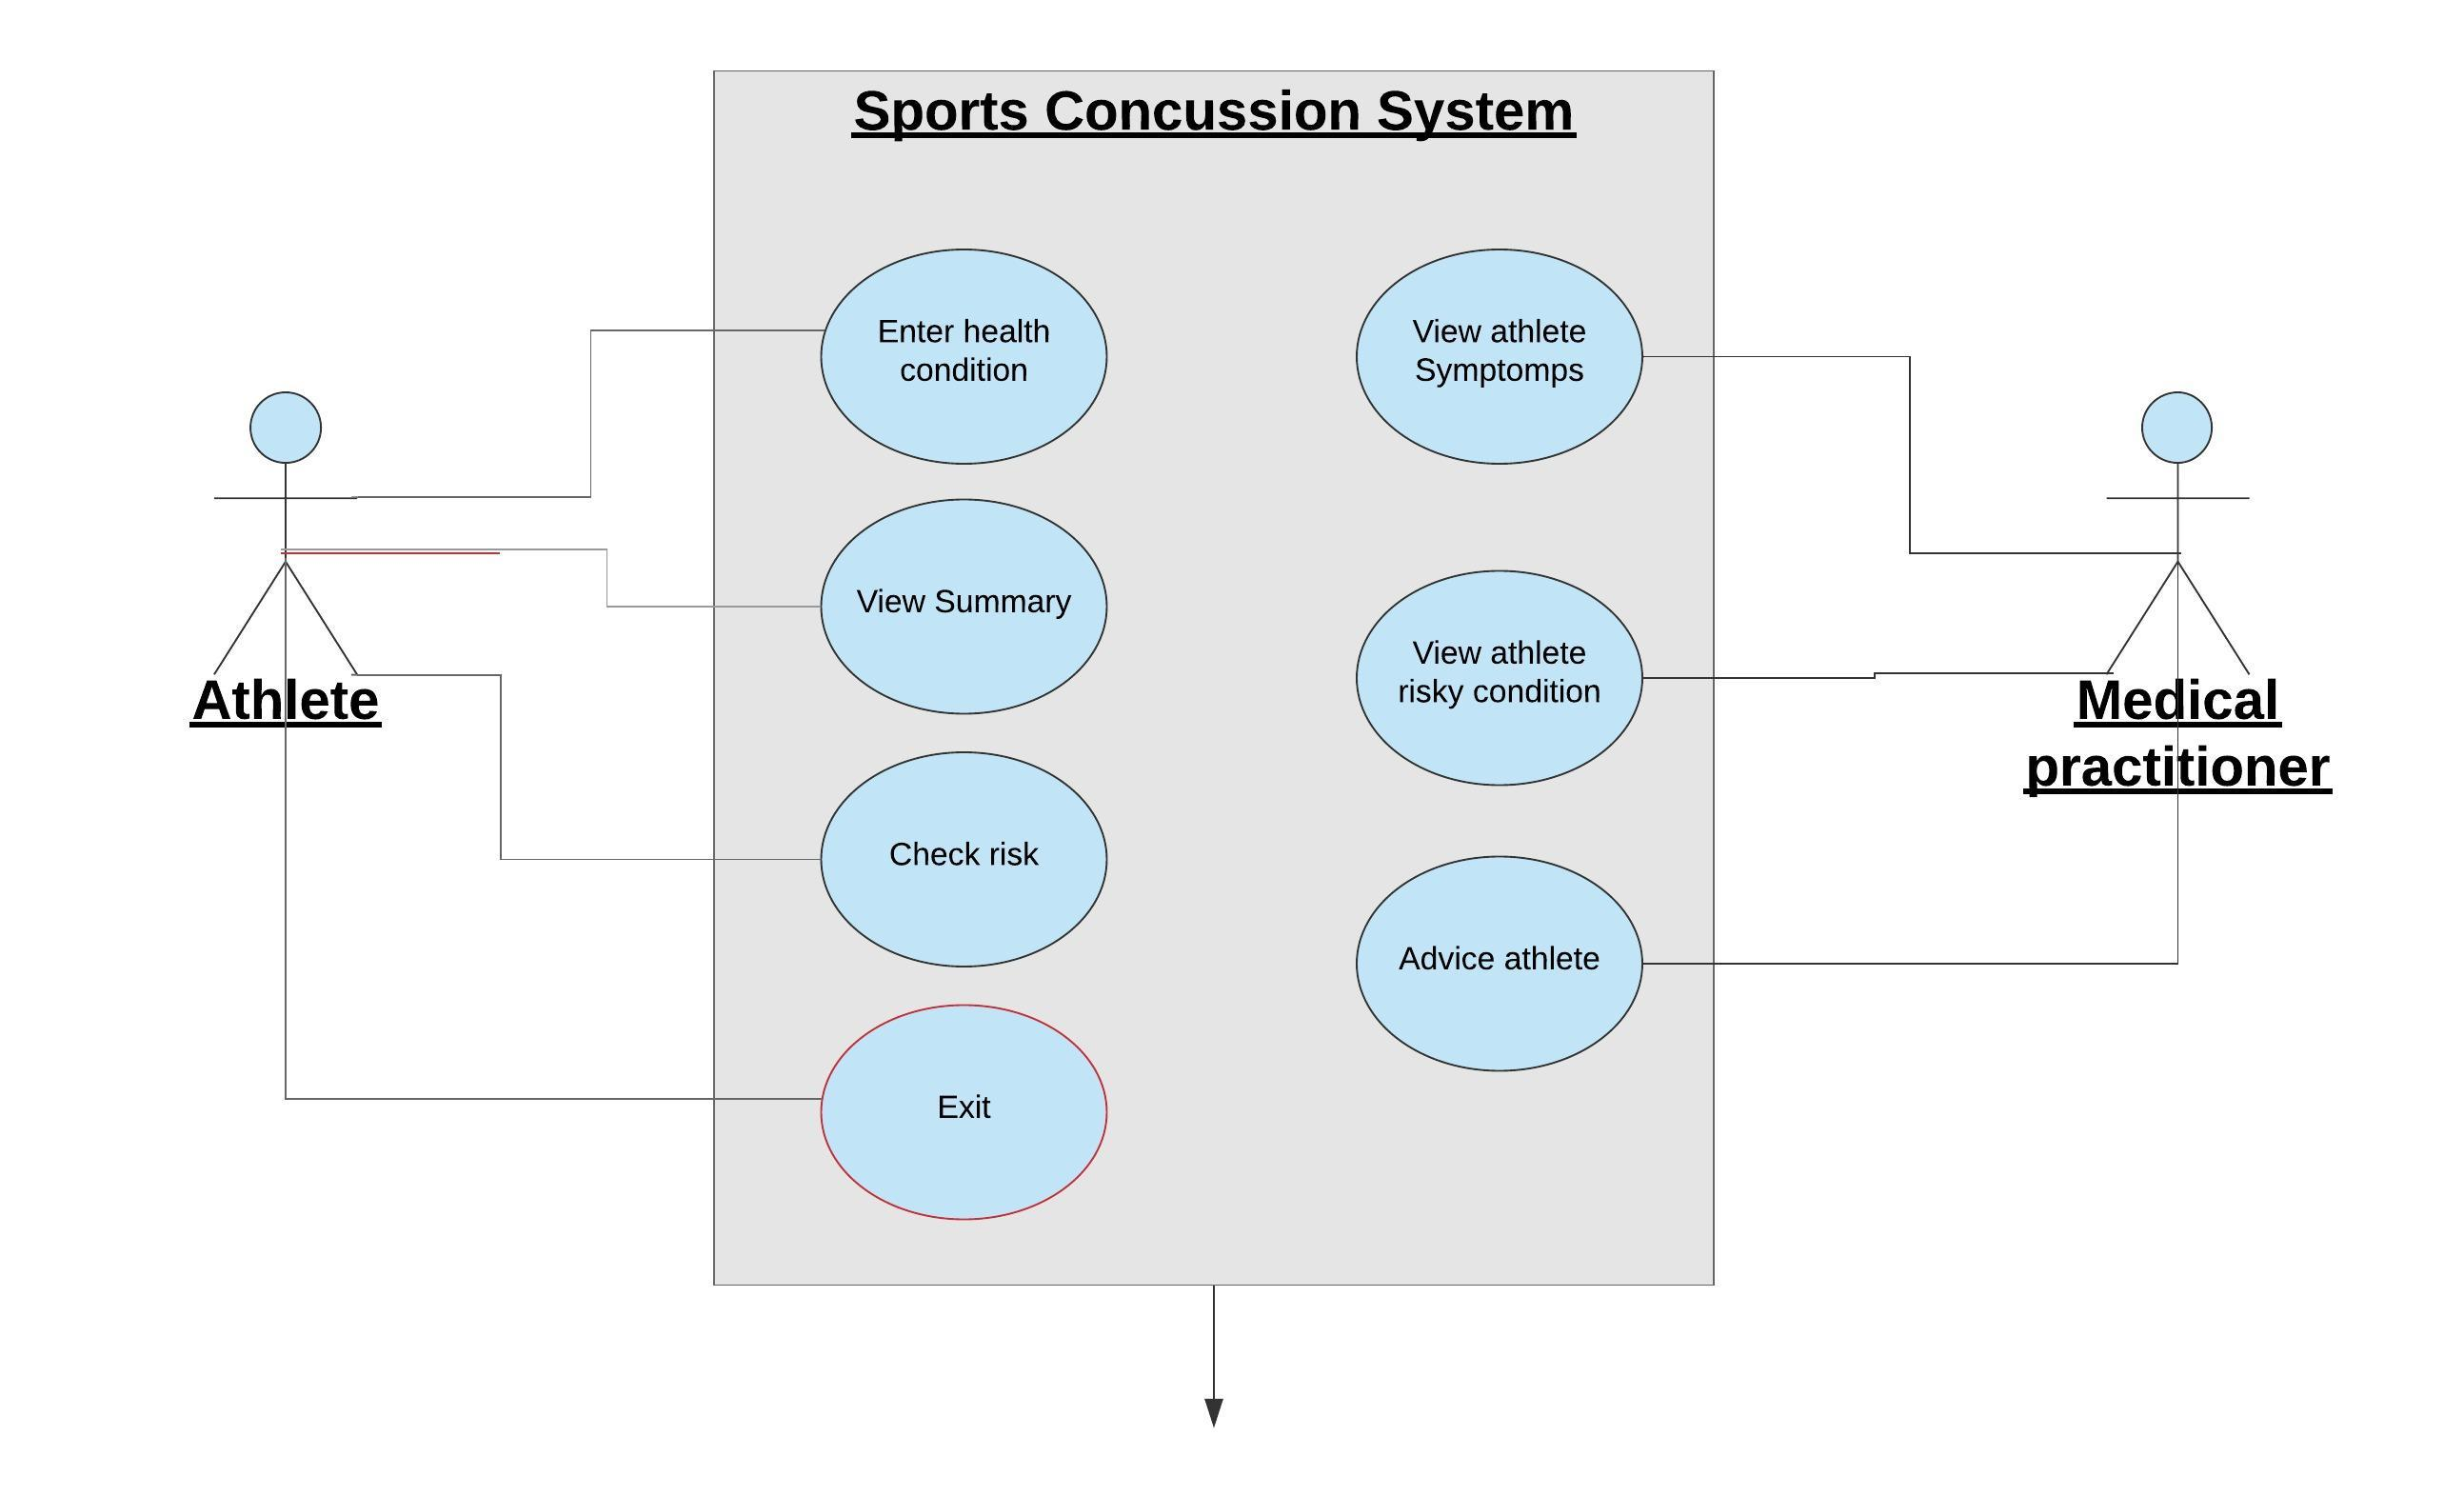 Sports Concussion System
Enter health
condition
View athlete
Symptomps
View Summary
View athlete
risky condition
Athlete
Medical
practitioner
Check risk
Advice athlete
Exit